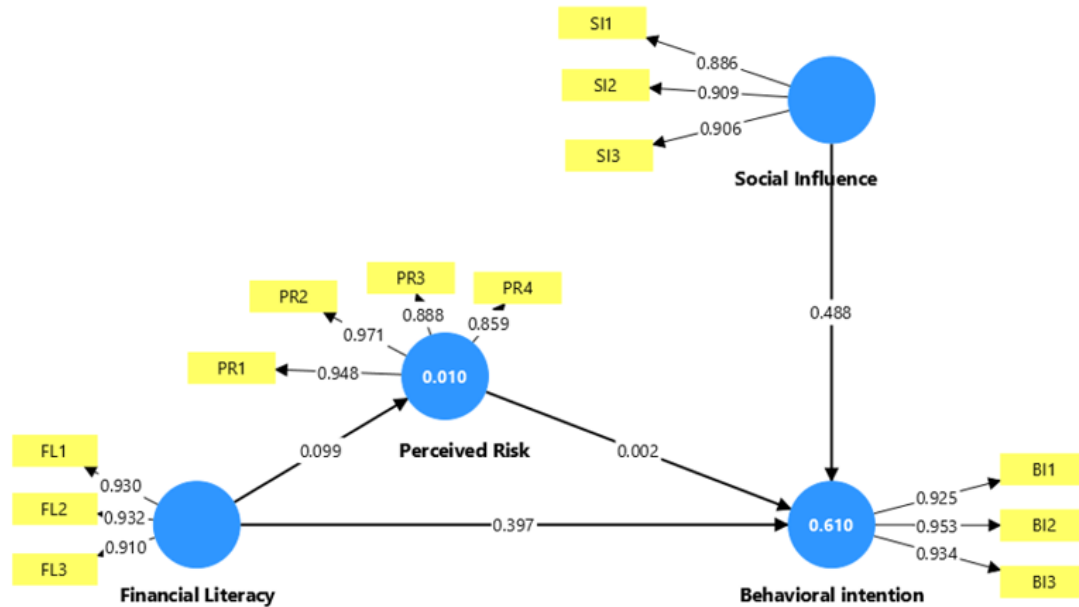 SI1
0.886
SI2
0.909
SI3
0.906
Social Influence
0.488
PR3
PR4
PR2
0.888
0.859
0.971
PR1
0.948
0.010
Perceived Risk
0.099
0.002
FL1
0.930
FL2
0.932
FL3
0.910
Financial Literacy
0.397
0.610
BI1
0.925
BI2
0.953
BI3
0.934
Behavioral intention